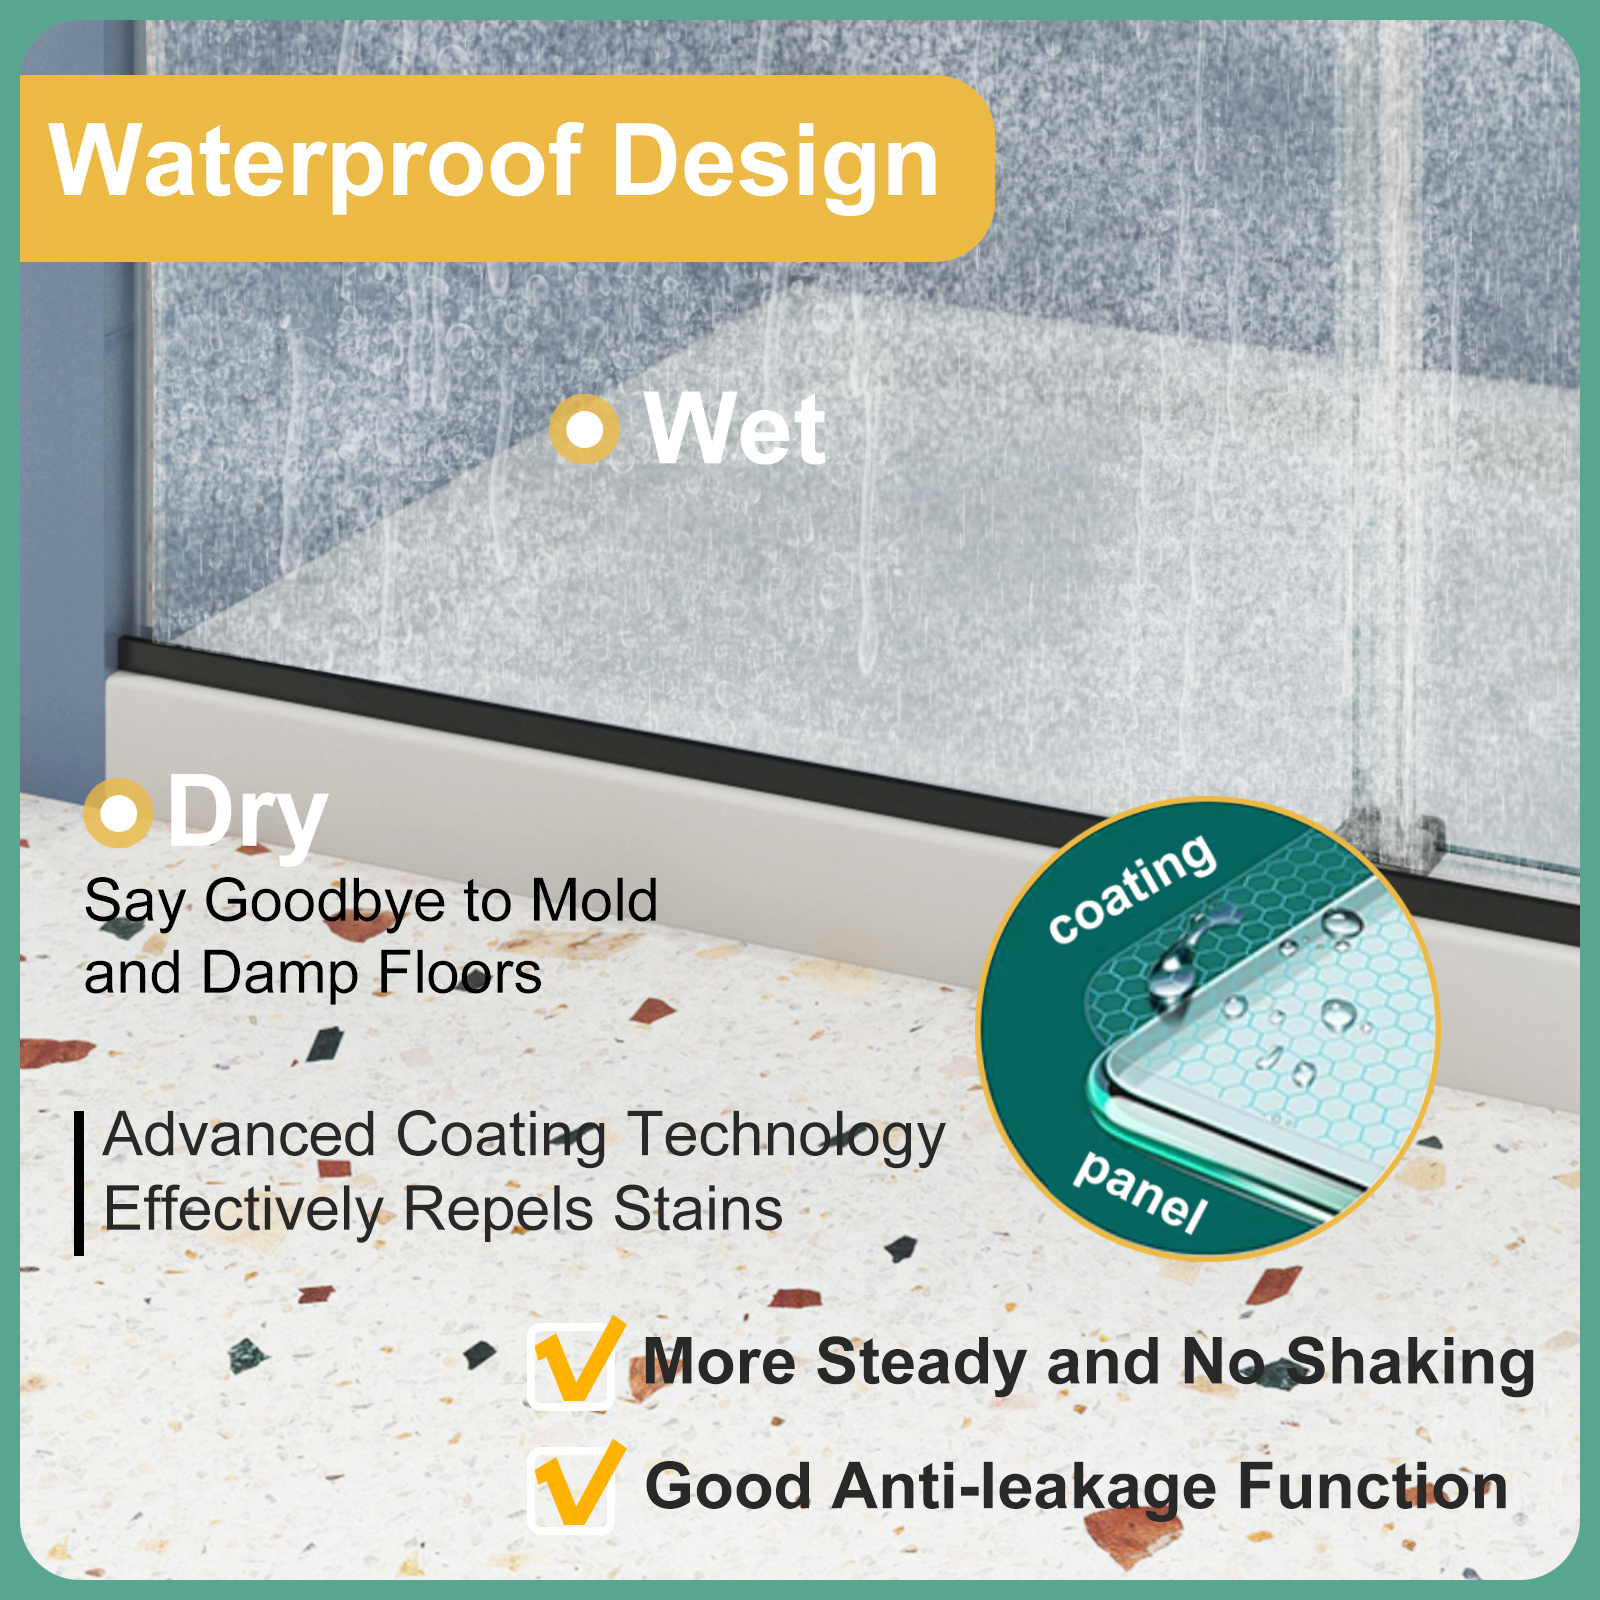 Waterproof Design
Wet
Dry
Say Goodbye to Mold
and Damp Floors
coating
panel
Advanced Coating Technology
Effectively Repels Stains
More Steady and No Shaking
Good Anti-leakage Function